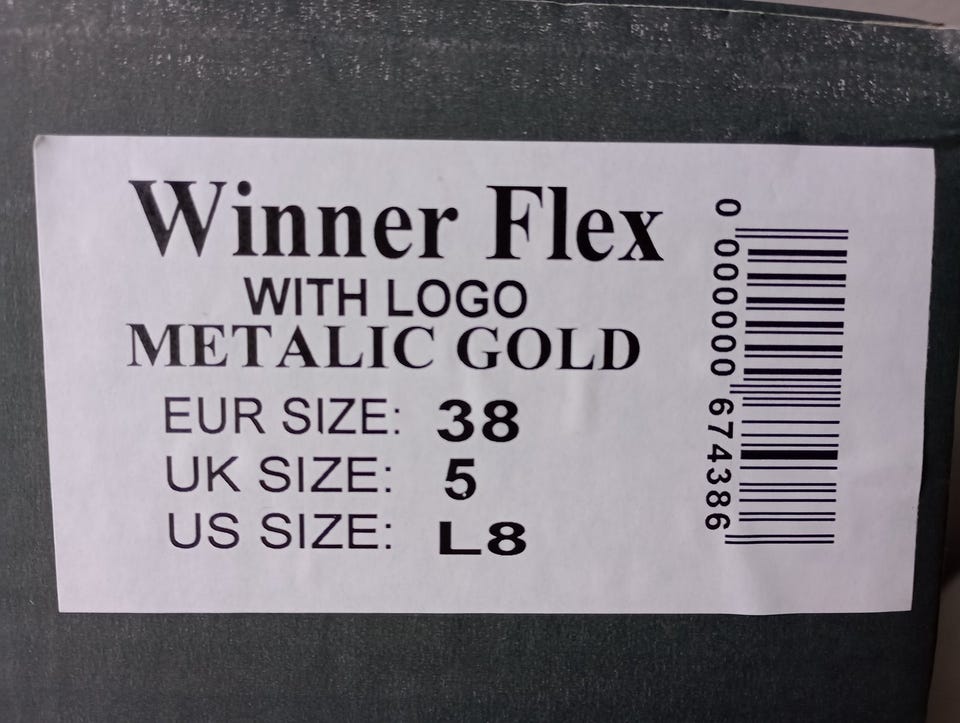 Winner Flex
WITH LOGO
METALIC GOLD
EUR SIZE: 38
UK SIZE: 5
US SIZE: L8
0 000000 674386